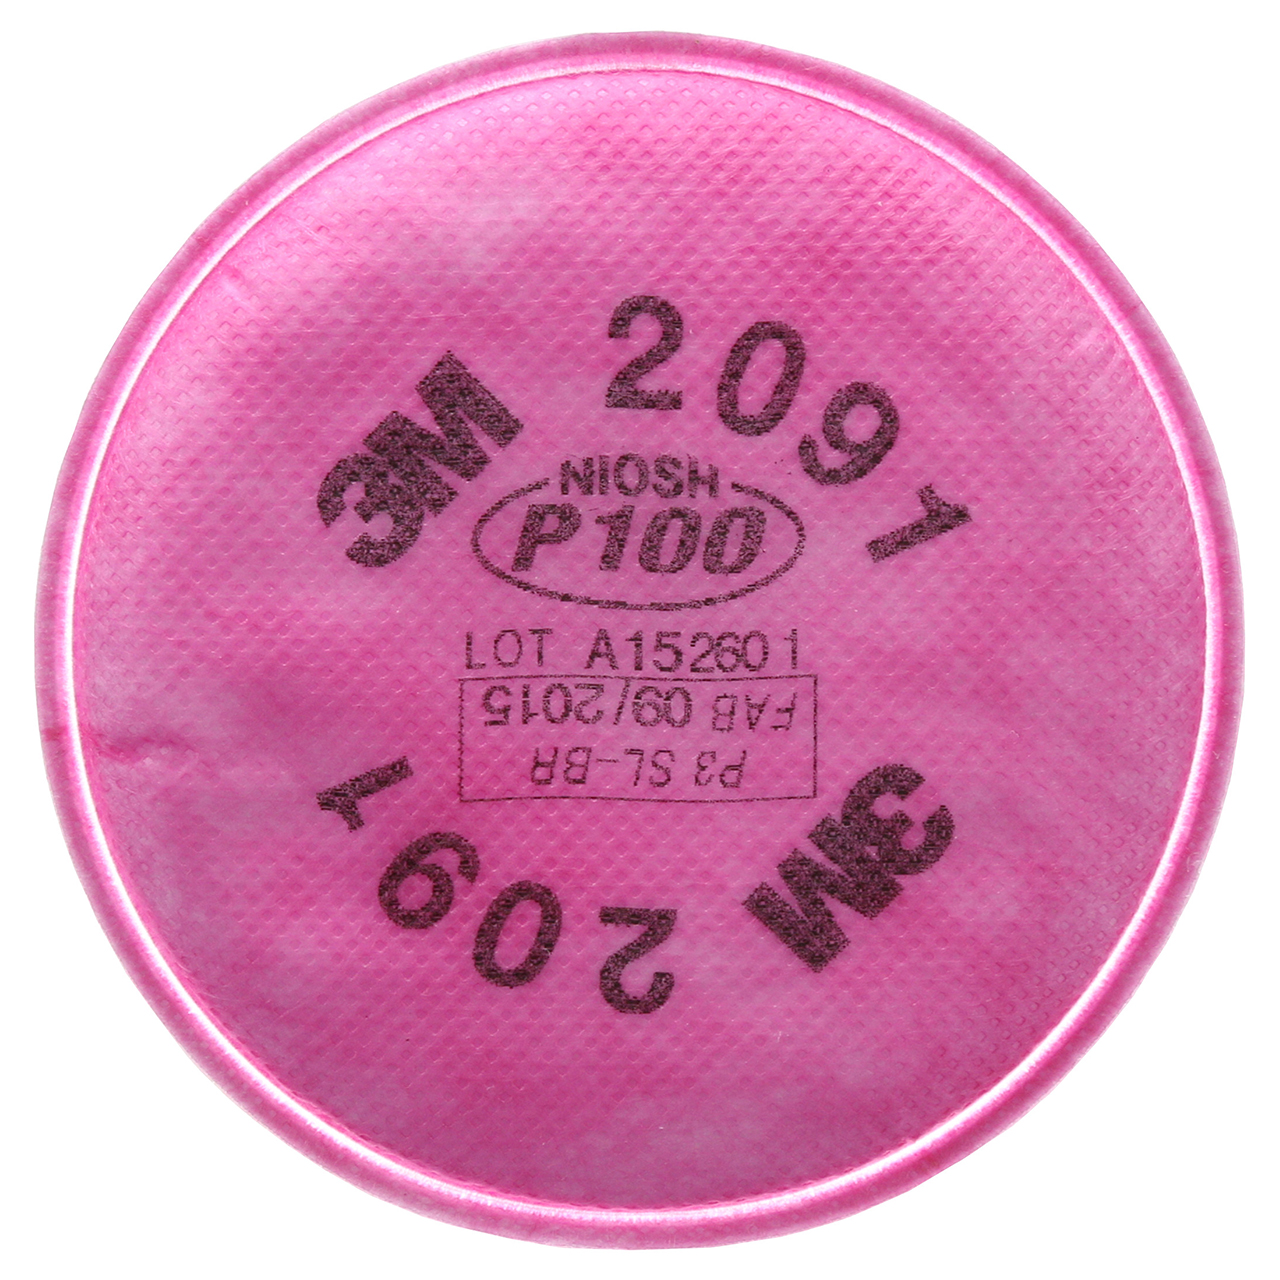 3M 2091
NIOSH
P100
LOT A152601
FAB 09/2015
P3 SL-BR
3M 2091